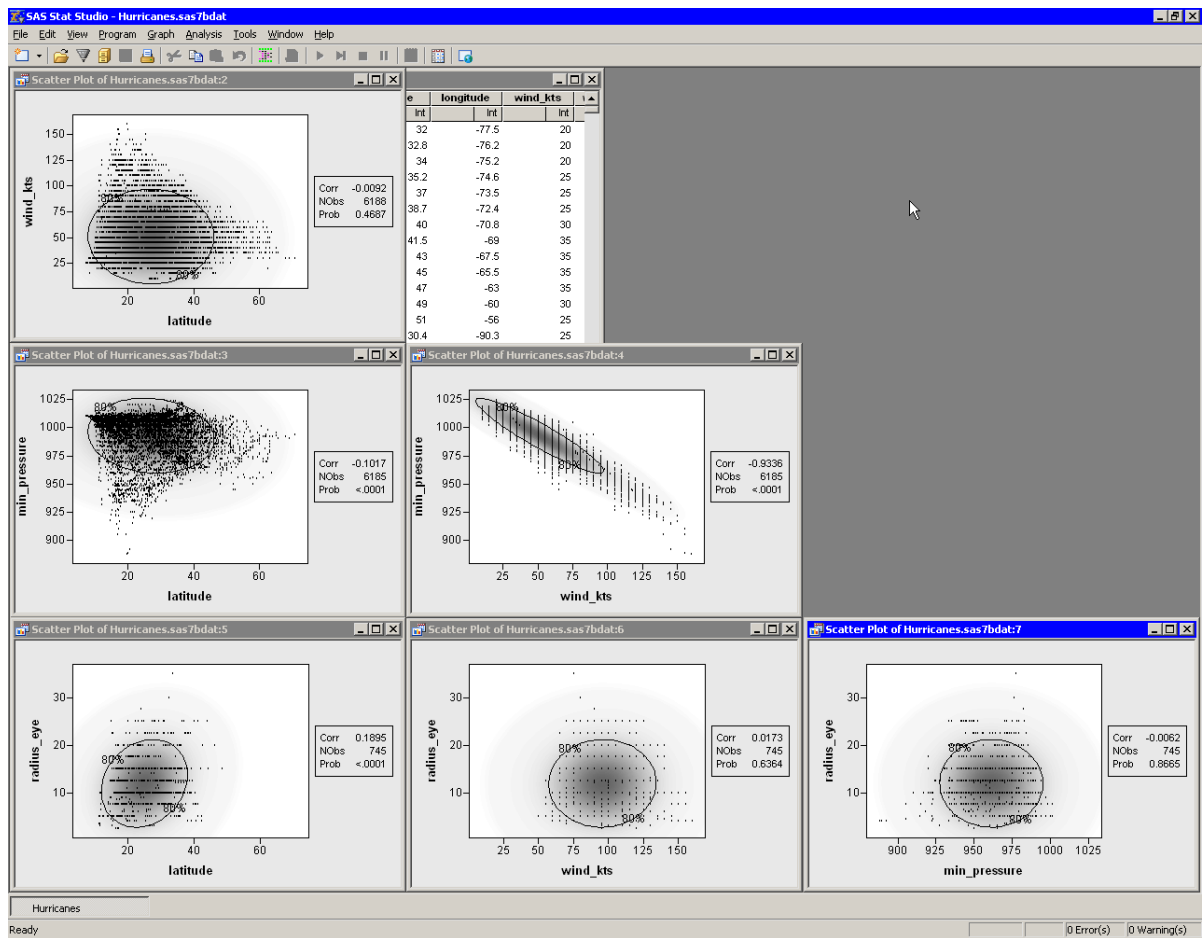 SAS Stat Studio - Hurricanes.sas7bdat
File Edit View Program Graph Analysis Tools Window Help
Scatter Plot of Hurricanes.sas7bdat:2
150
125
100
75
50
25
wind_kts
80%
80%
20 40 60
latitude
Corr -0.0092
NObs 6188
Prob 0.4687
e longitude wind_kts
Int Int Int
32 -77.5 20
32.8 -76.2 20
34 -75.2 20
35.2 -74.6 25
37 -73.5 25
38.7 -72.4 25
40 -70.8 30
41.5 -69 35
43 -67.5 35
45 -65.5 35
47 -63 35
49 -60 30
51 -56 25
30.4 -90.3 25
Scatter Plot of Hurricanes.sas7bdat:3
1025
1000
975
950
925
900
min_pressure
80%
20 40 60
latitude
Corr -0.1017
NObs 6185
Prob <.0001
Scatter Plot of Hurricanes.sas7bdat:4
1025
1000
975
950
925
900
min_pressure
80%
80%
25 50 75 100 125 150
wind_kts
Corr -0.9336
NObs 6185
Prob <.0001
Scatter Plot of Hurricanes.sas7bdat:5
30
20
10
radius_eye
80%
80%
20 40 60
latitude
Corr 0.1895
NObs 745
Prob <.0001
Scatter Plot of Hurricanes.sas7bdat:6
30
20
10
radius_eye
80%
80%
25 50 75 100 125 150
wind_kts
Corr 0.0173
NObs 745
Prob 0.6364
Scatter Plot of Hurricanes.sas7bdat:7
30
20
10
radius_eye
80%
80%
900 925 950 975 1000 1025
min_pressure
Corr -0.0062
NObs 745
Prob 0.8665
Hurricanes
Ready
0 Error(s) 0 Warning(s)